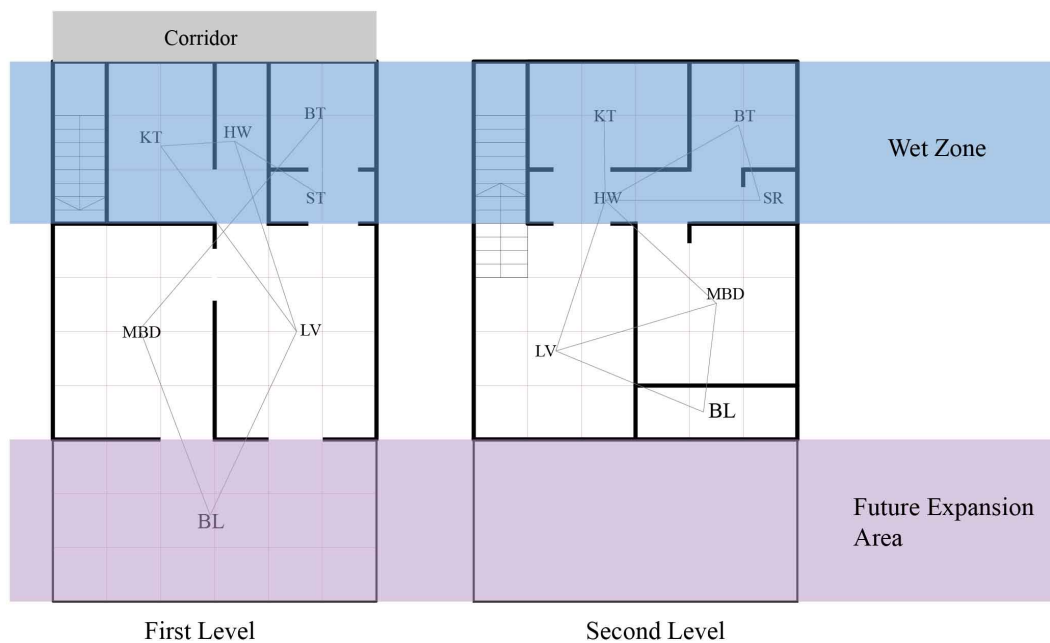 Corridor
KT
HW
BT
ST
MBD
LV
BL
First Level
KT
BT
HW
SR
MBD
LV
BL
Second Level
Wet Zone
Future Expansion
Area